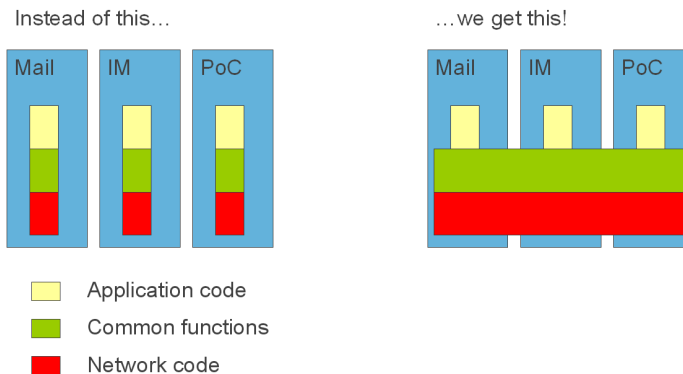 Instead of this…
…we get this!
Mail IM PoC
Mail IM PoC
Application code
Common functions
Network code